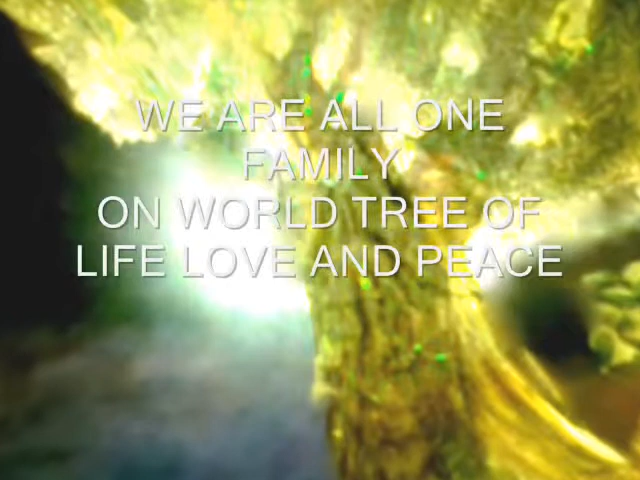 WE ARE ALL ONE
FAMILY
ON WORLD TREE OF
LIFE LOVE AND PEACE